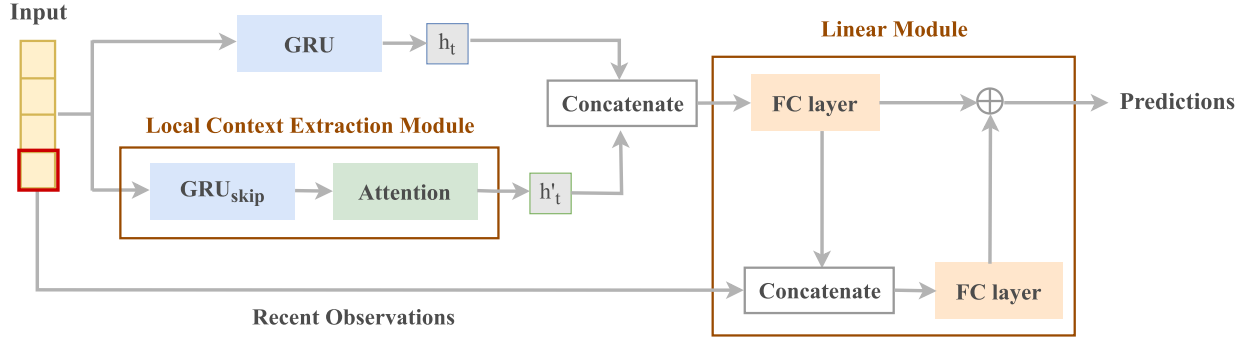 Input
GRU
h_t
Linear Module
Concatenate
FC layer
Predictions
Local Context Extraction Module
GRU_skip
Attention
h'_t
Concatenate
FC layer
Recent Observations